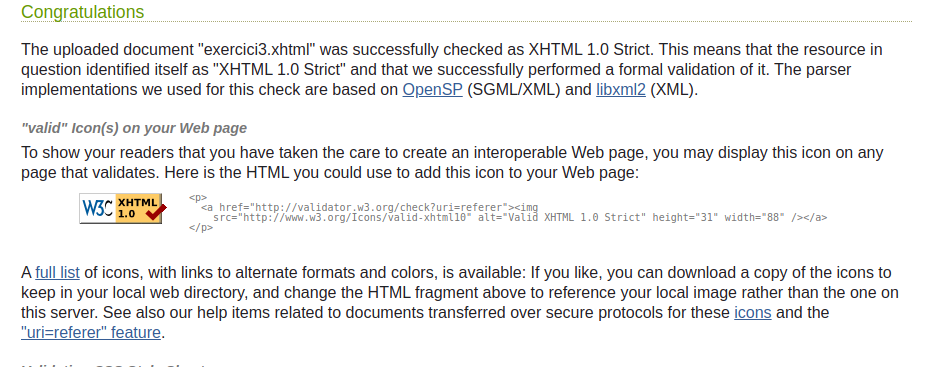 Congratulations
The uploaded document "exercici3.xhtml" was successfully checked as XHTML 1.0 Strict. This means that the resource in
question identified itself as "XHTML 1.0 Strict" and that we successfully performed a formal validation of it. The parser
implementations we used for this check are based on OpenSP (SGML/XML) and libxml2 (XML).
"valid" Icon(s) on your Web page
To show your readers that you have taken the care to create an interoperable Web page, you may display this icon on any
page that validates. Here is the HTML you could use to add this icon to your Web page:
W3C XHTML 1.0
<p>
<a href="http://validator.w3.org/check?uri=referer"><img
src="http://www.w3.org/Icons/valid-xhtml10" alt="Valid XHTML 1.0 Strict" height="31" width="88" /></a>
</p>
A full list of icons, with links to alternate formats and colors, is available: If you like, you can download a copy of the icons to
keep in your local web directory, and change the HTML fragment above to reference your local image rather than the one on
this server. See also our help items related to documents transferred over secure protocols for these icons and the
"uri=referer" feature.